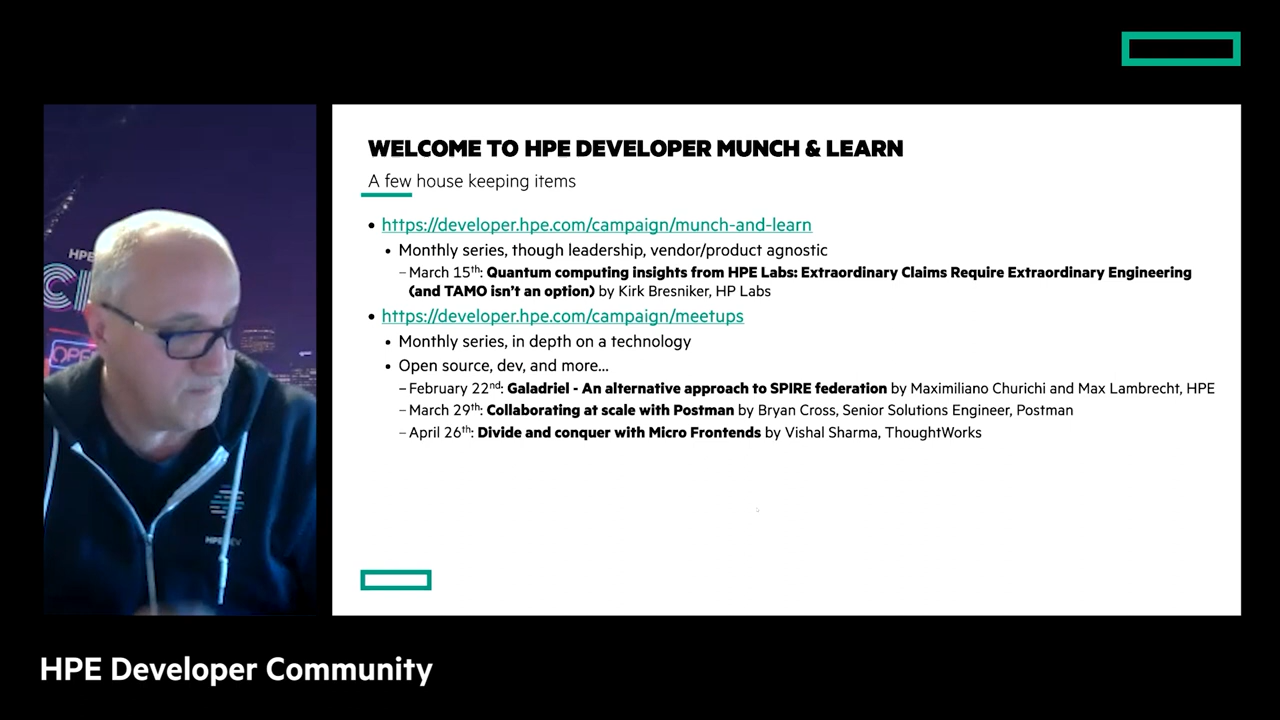 WELCOME TO HPE DEVELOPER MUNCH & LEARN
A few house keeping items
• https://developer.hpe.com/campaign/munch-and-learn
• Monthly series, though leadership, vendor/product agnostic
– March 15th: Quantum computing insights from HPE Labs: Extraordinary Claims Require Extraordinary Engineering
(and TAMO isn’t an option) by Kirk Bresniker, HP Labs
• https://developer.hpe.com/campaign/meetups
• Monthly series, in depth on a technology
• Open source, dev, and more...
– February 22nd: Galadriel - An alternative approach to SPIRE federation by Maximiliano Churichi and Max Lambrecht, HPE
– March 29th: Collaborating at scale with Postman by Bryan Cross, Senior Solutions Engineer, Postman
– April 26th: Divide and conquer with Micro Frontends by Vishal Sharma, ThoughtWorks
HPE
OPE
HPE Developer Community